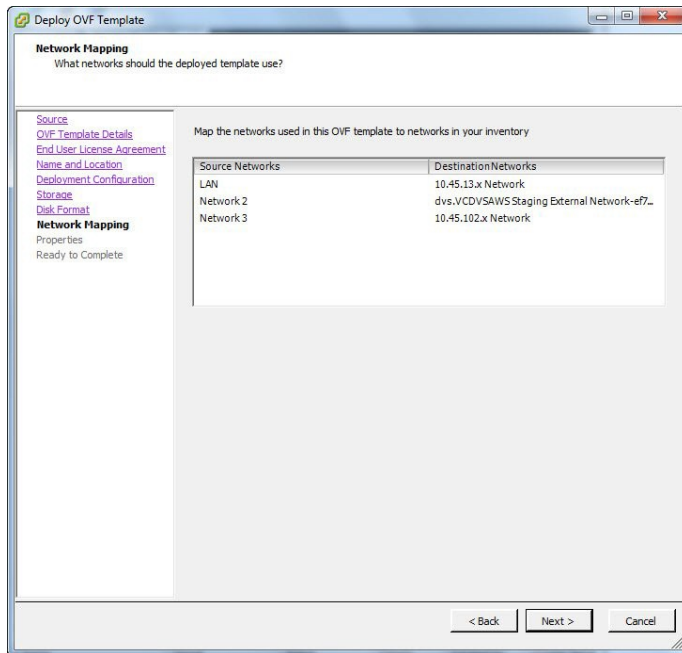 Deploy OVF Template
Network Mapping
What networks should the deployed template use?
Source
OVF Template Details
End User License Agreement
Name and Location
Deployment Configuration
Storage
Disk Format
Network Mapping
Properties
Ready to Complete
Map the networks used in this OVF template to networks in your inventory
Source Networks DestinationNetworks
LAN 10.45.13.x Network
Network 2 dvs.VCDVSAWS Staging External Network-ef7...
Network 3 10.45.102.x Network
< Back Next > Cancel